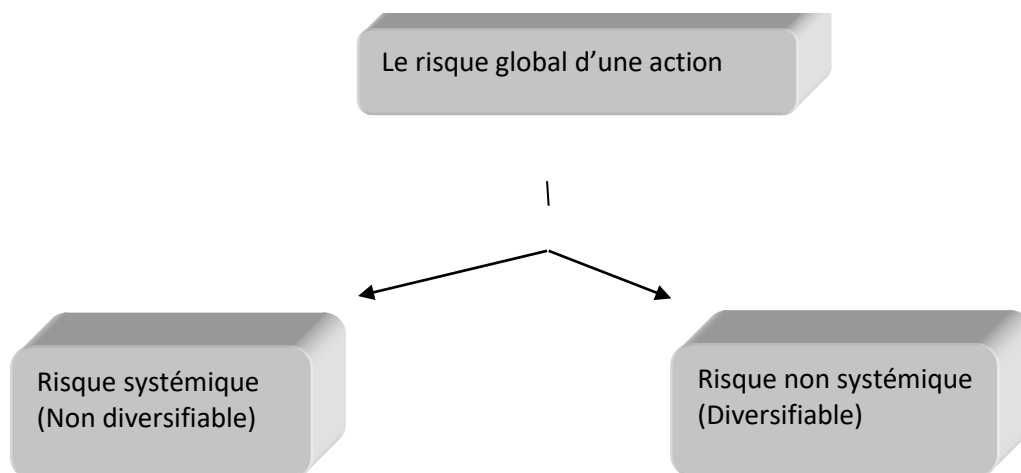 Le risque global d’une action
Risque systémique
(Non diversifiable)
Risque non systémique
(Diversifiable)